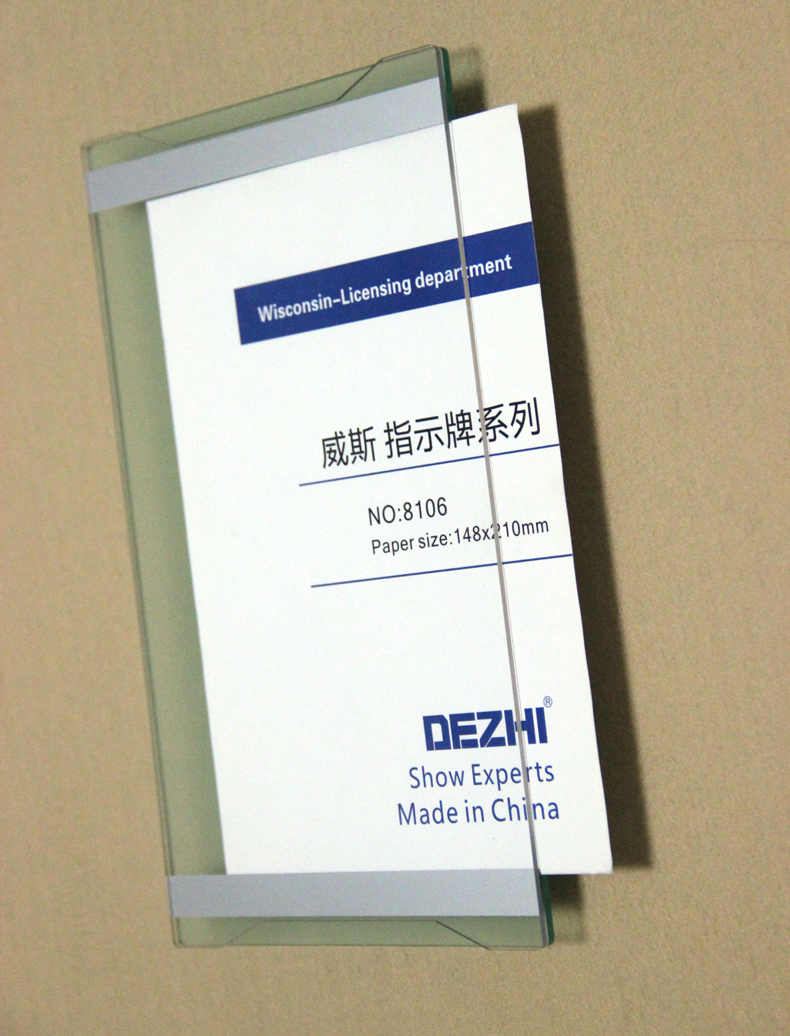 Wisconsin-Licensing department
威斯 指示牌系列
NO:8106
Paper size:148x210mm
DEZHI®
Show Experts
Made in China